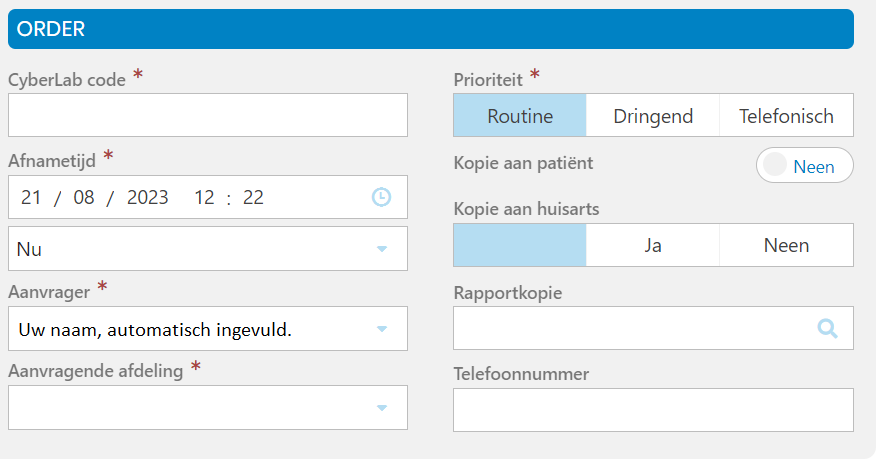 ORDER
CyberLab code *
Afnametijd *
21 / 08 / 2023 12 : 22
Nu
Aanvrager *
Uw naam, automatisch ingevuld.
Aanvragende afdeling *
Prioriteit *
Routine Dringend Telefonisch
Kopie aan patiënt Neen
Kopie aan huisarts
Ja Neen
Rapportkopie
Telefoonnummer